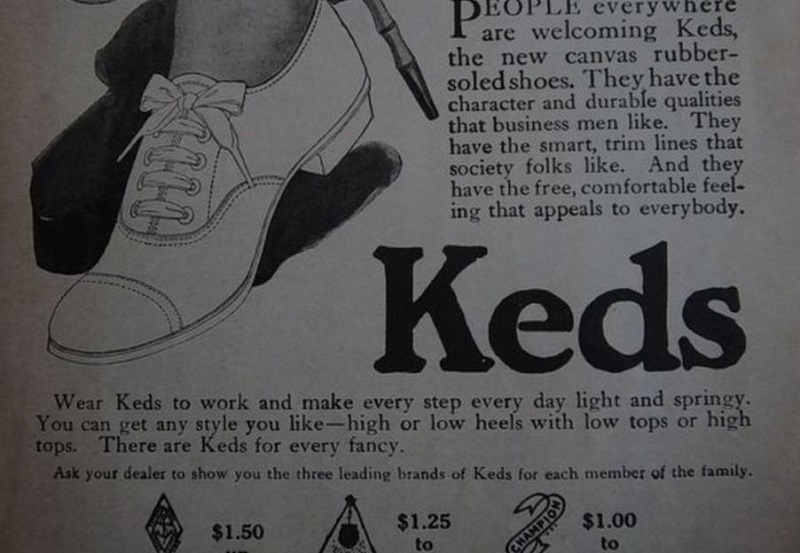 PEOPLE everywhere
are welcoming Keds,
the new canvas rubber-
soled shoes. They have the
character and durable qualities
that business men like. They
have the smart, trim lines that
society folks like. And they
have the free, comfortable feel-
ing that appeals to everybody.
Keds
Wear Keds to work and make every step every day light and springy.
You can get any style you like—high or low heels with low tops or high
tops. There are Keds for every fancy.
Ask your dealer to show you the three leading brands of Keds for each member of the family.
$1.50
up
$1.25
to
CHAMPION
$1.00
to